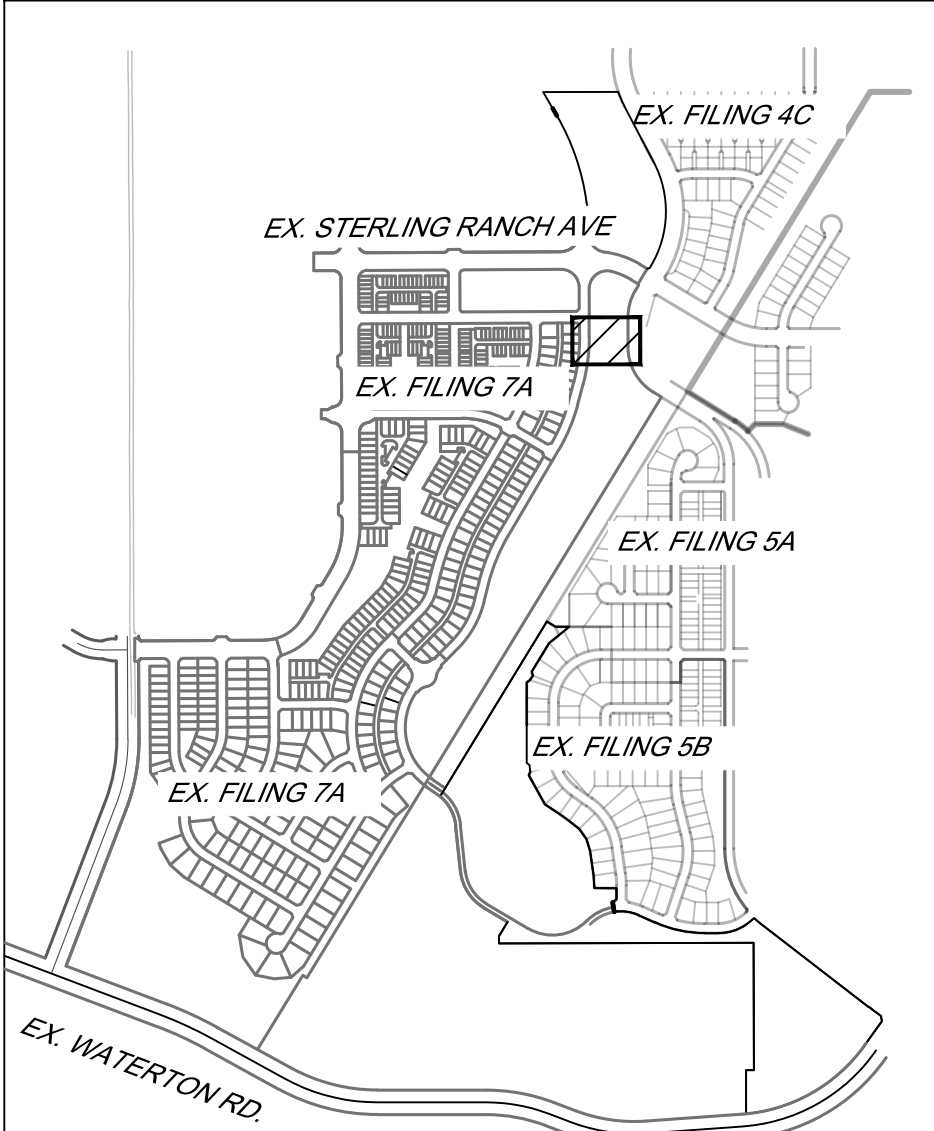 EX. FILING 4C
EX. STERLING RANCH AVE
EX. FILING 7A
EX. FILING 5A
EX. FILING 5B
EX. FILING 7A
EX. WATERTON RD.